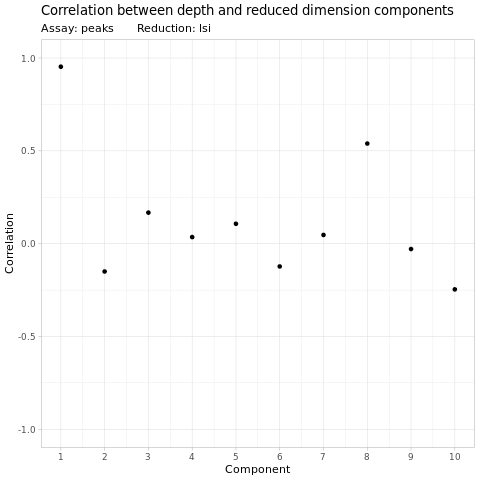 Correlation between depth and reduced dimension components
Assay: peaks Reduction: lsi
1.0
0.5
0.0
-0.5
-1.0
Correlation
1 2 3 4 5 6 7 8 9 10
Component